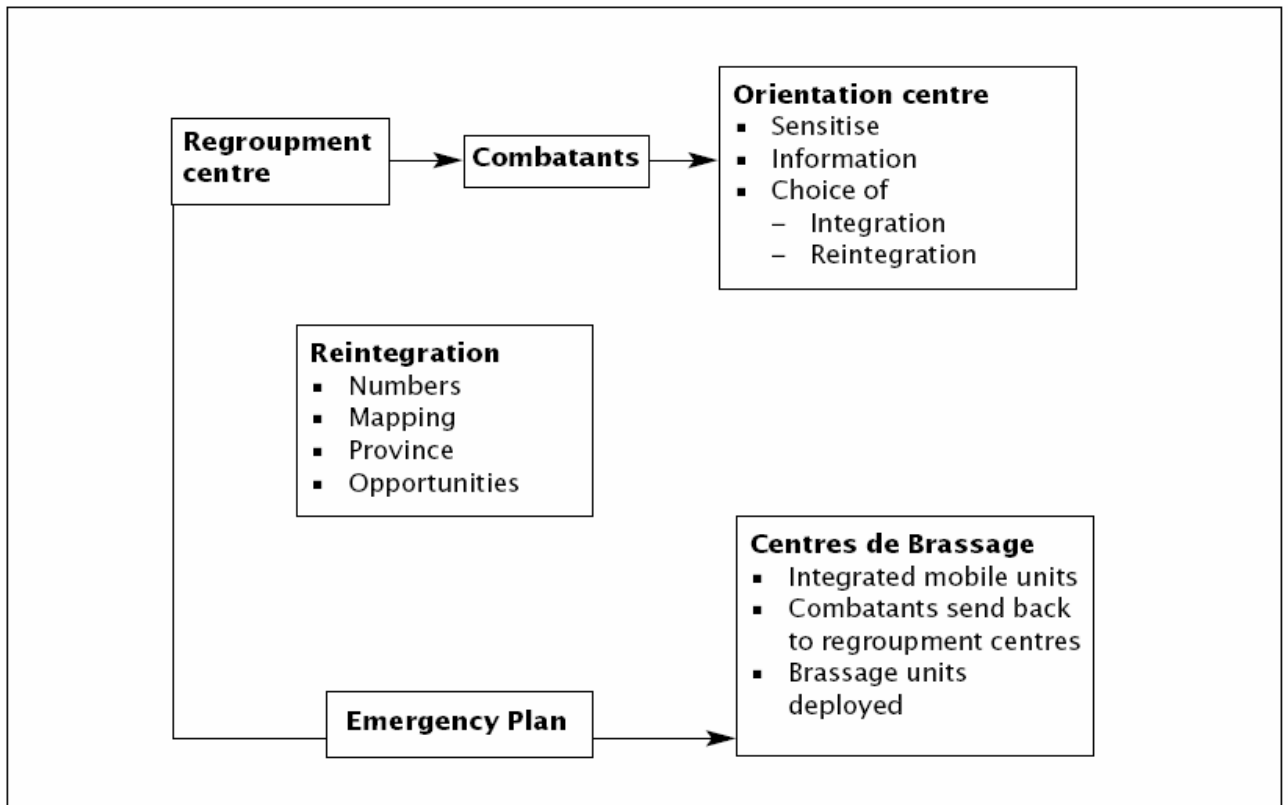 Regroupment
centre
Combatants
Orientation centre
▪ Sensitise
▪ Information
▪ Choice of
– Integration
– Reintegration
Reintegration
▪ Numbers
▪ Mapping
▪ Province
▪ Opportunities
Centres de Brassage
▪ Integrated mobile units
▪ Combatants send back
to regroupment centres
▪ Brassage units
deployed
Emergency Plan